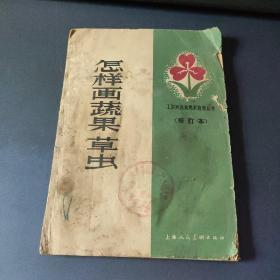 怎样画蔬果草虫
工农兵美术技法丛书
(修订本)
上海人民美术出版社